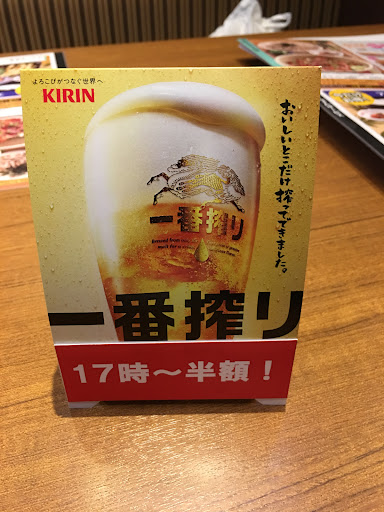 よろこびがつなぐ世界へ
KIRIN
おいしいとこだけ搾ってできました。
一番搾り
一番搾り
17時～半額！